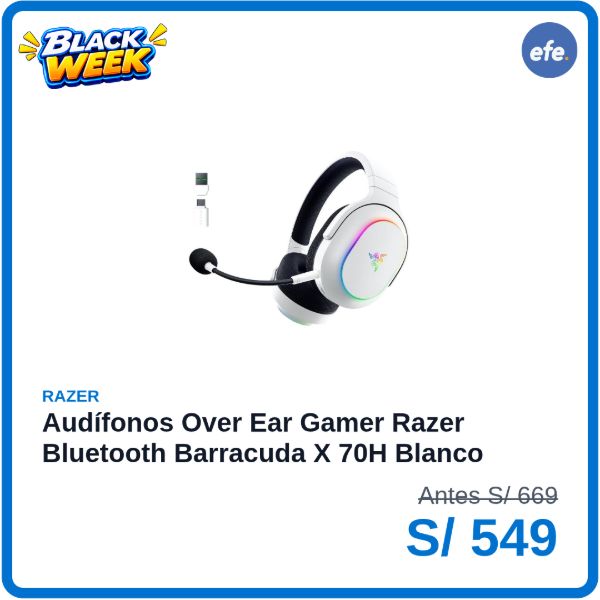 BLACK
WEEK
efe.
RAZER
Audífonos Over Ear Gamer Razer
Bluetooth Barracuda X 70H Blanco
Antes S/ 669
S/ 549